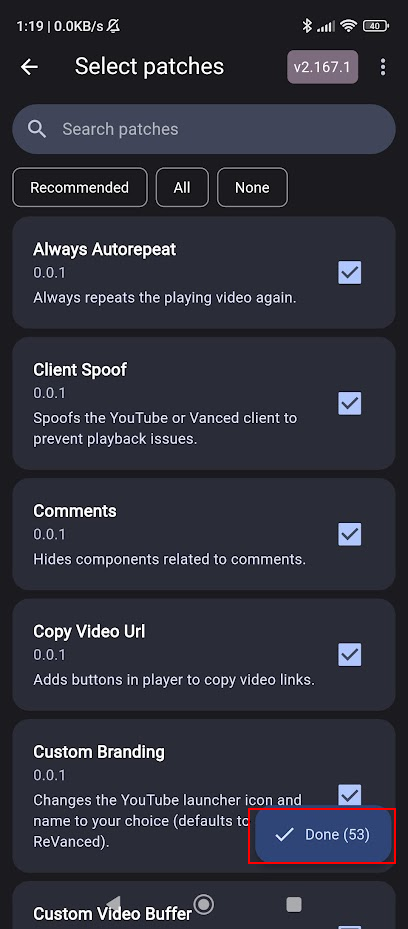 1:19 | 0.0KB/s
40
Select patches
v2.167.1
Search patches
Recommended
All
None
Always Autorepeat
0.0.1
Always repeats the playing video again.
Client Spoof
0.0.1
Spoofs the YouTube or Vanced client to
prevent playback issues.
Comments
0.0.1
Hides components related to comments.
Copy Video Url
0.0.1
Adds buttons in player to copy video links.
Custom Branding
0.0.1
Changes the YouTube launcher icon and
name to your choice (defaults to
ReVanced).
Done (53)
Custom Video Buffer